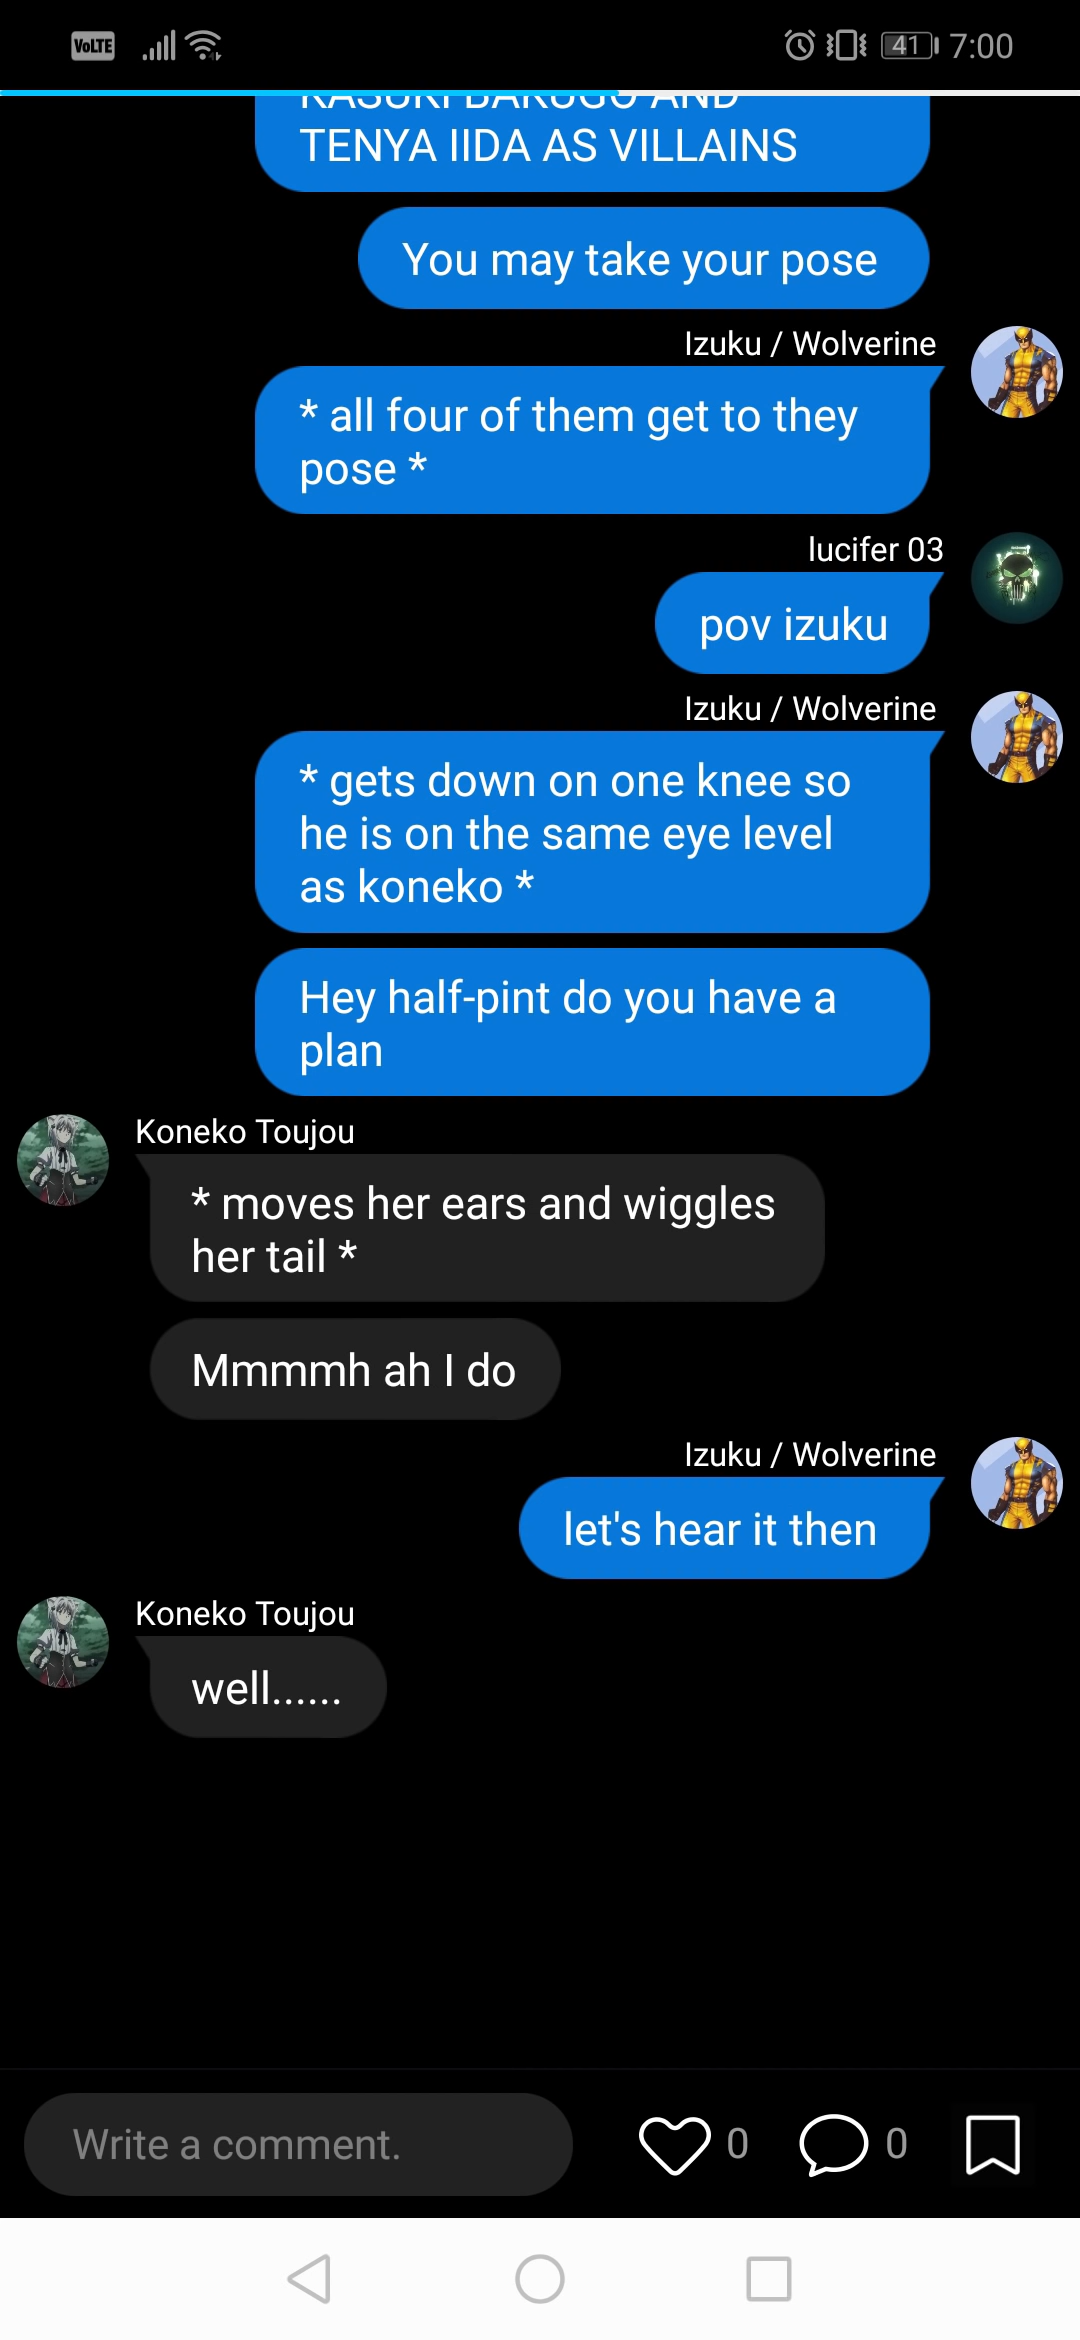 VoLTE 41 7:00
KASUKI BAKUGO AND
TENYA IIDA AS VILLAINS
You may take your pose
Izuku / Wolverine
* all four of them get to they
pose *
lucifer 03
pov izuku
Izuku / Wolverine
* gets down on one knee so
he is on the same eye level
as koneko *
Hey half-pint do you have a
plan
Koneko Toujou
* moves her ears and wiggles
her tail *
Mmmmh ah I do
Izuku / Wolverine
let's hear it then
Koneko Toujou
well......
Write a comment.
0
0